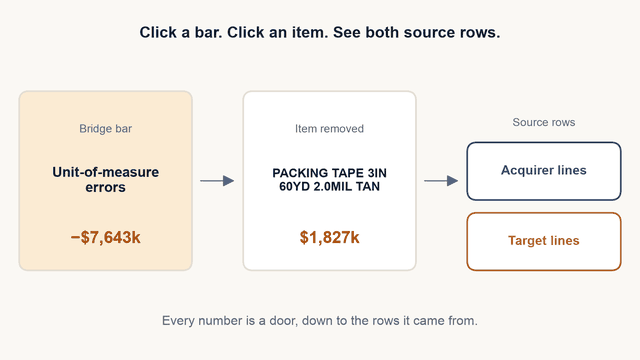 Click a bar. Click an item. See both source rows.
Bridge bar
Unit-of-measure
errors
−$7,643k
Item removed
PACKING TAPE 3IN
60YD 2.0MIL TAN
$1,827k
Source rows
Acquirer lines
Target lines
Every number is a door, down to the rows it came from.